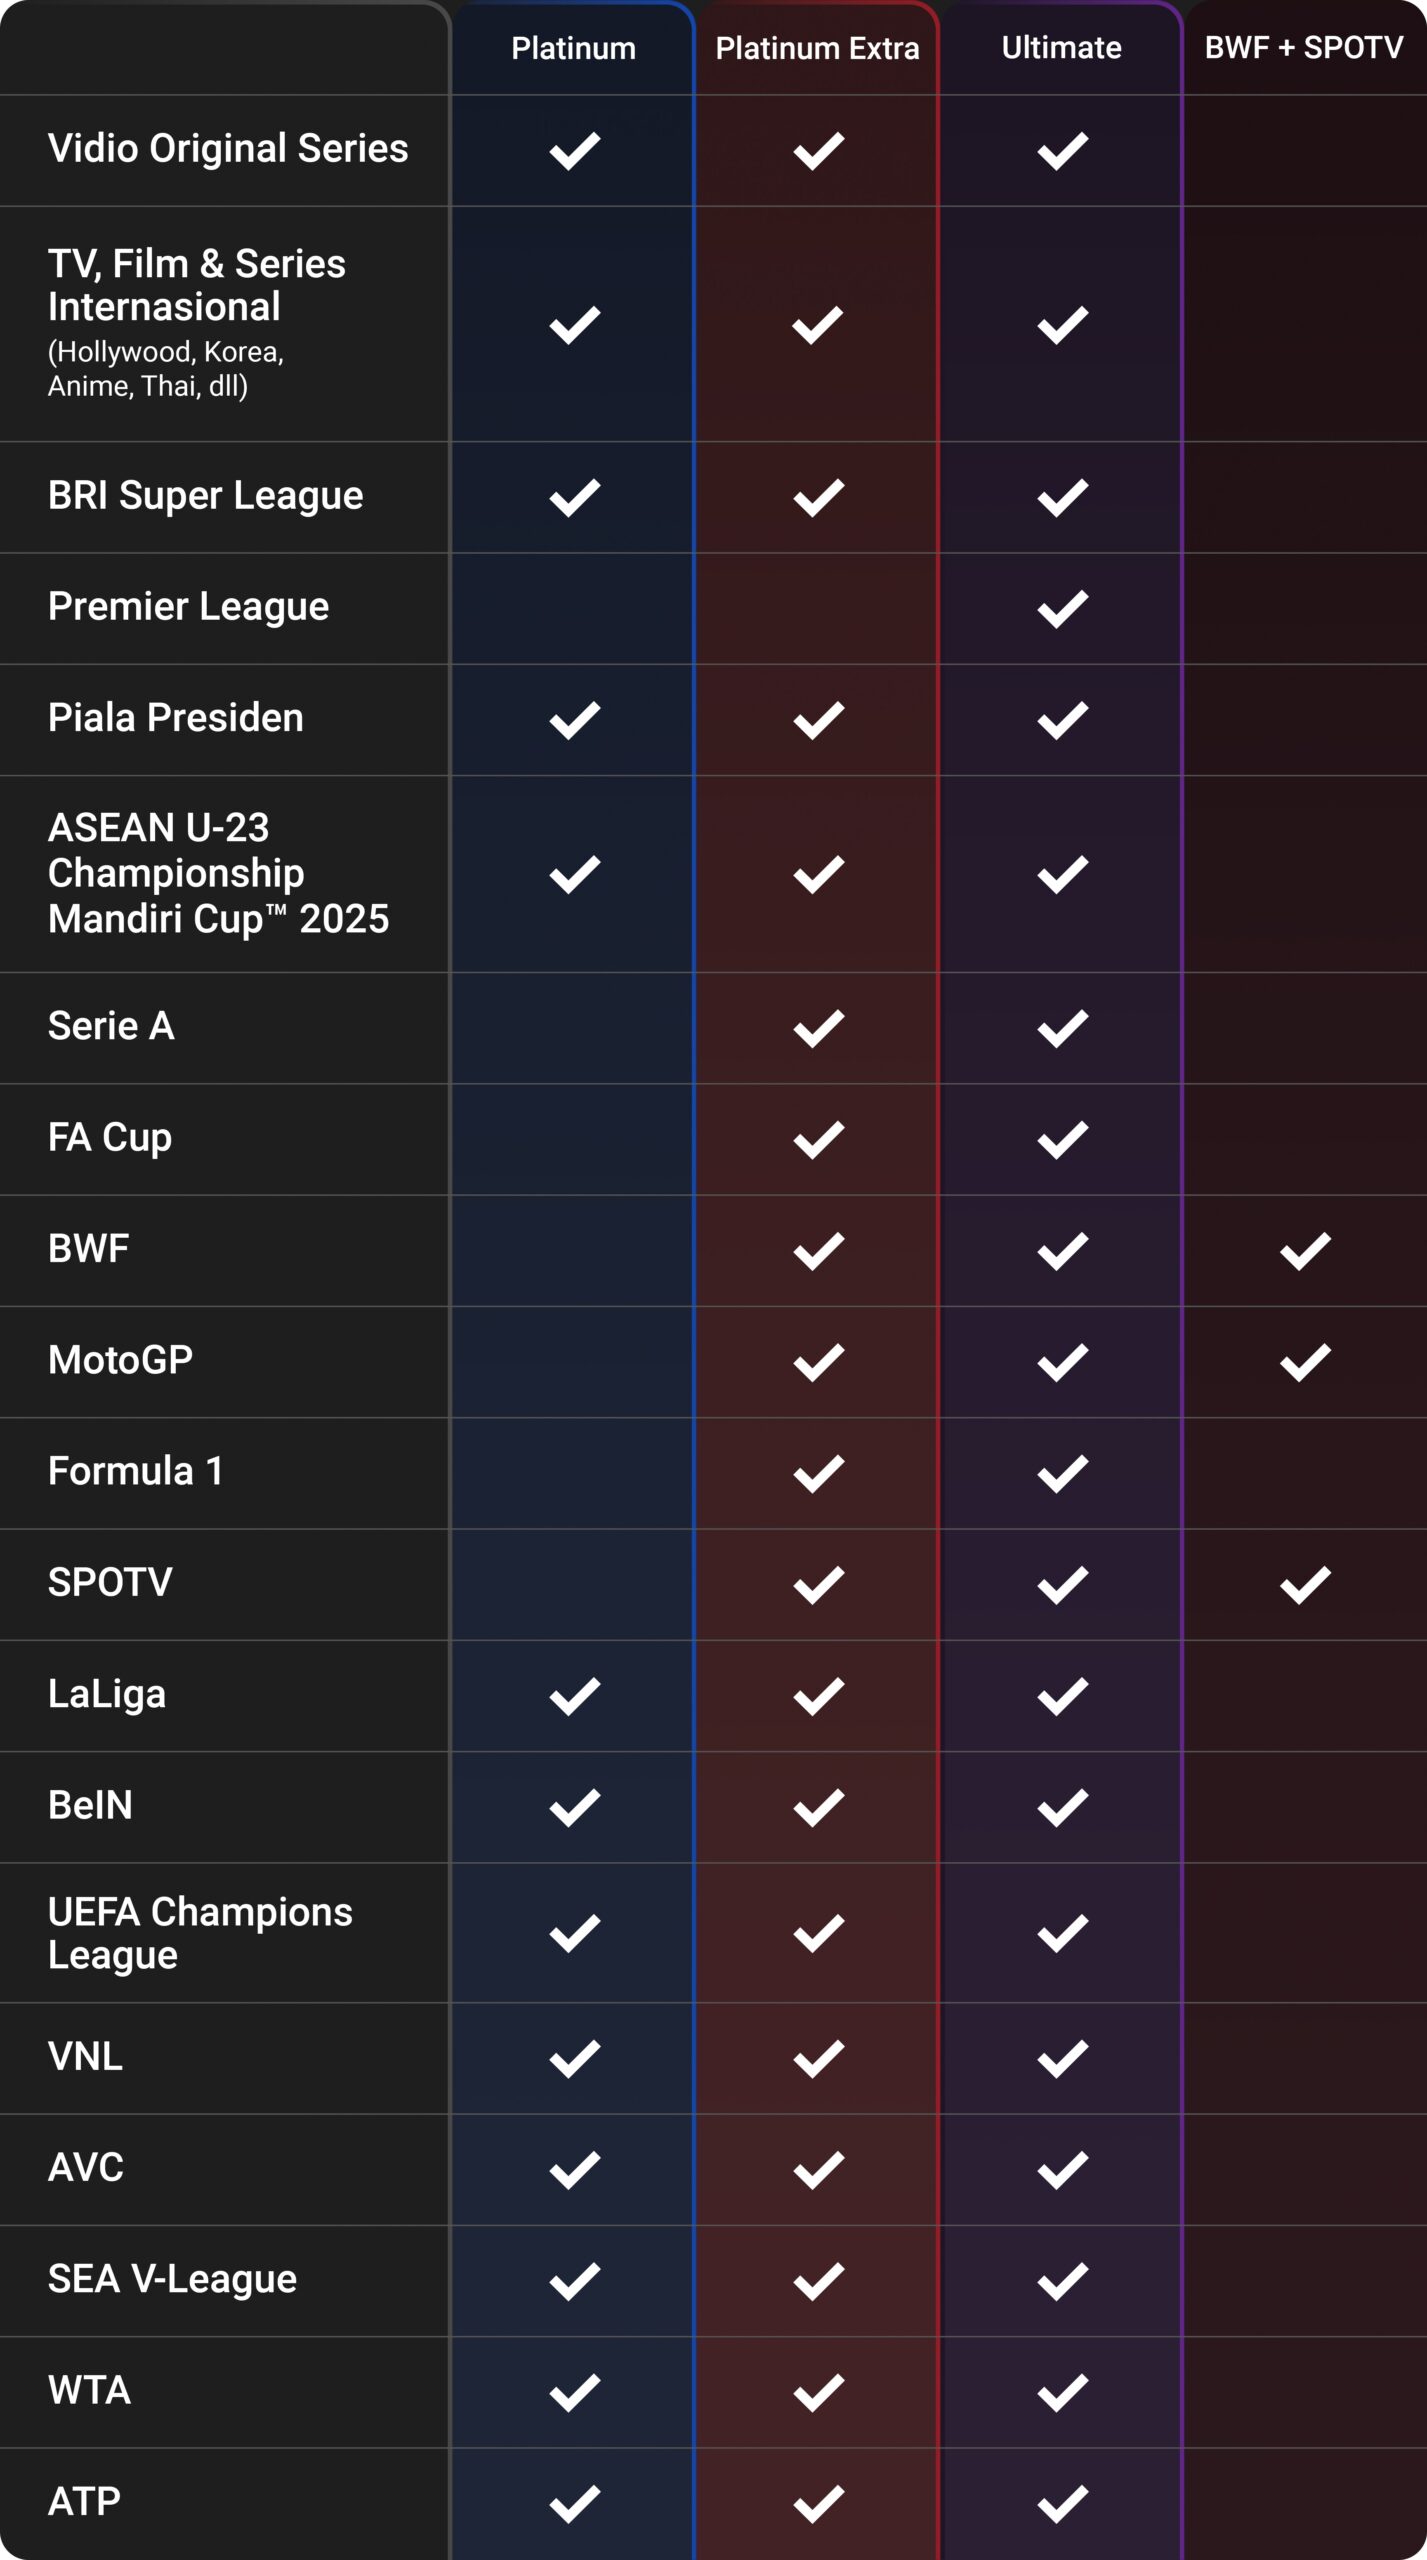 Platinum
Platinum Extra
Ultimate
BWF + SPOTV
Vidio Original Series
TV, Film & Series
Internasional
(Hollywood, Korea,
Anime, Thai, dll)
BRI Super League
Premier League
Piala Presiden
ASEAN U-23
Championship
Mandiri Cup™ 2025
Serie A
FA Cup
BWF
MotoGP
Formula 1
SPOTV
LaLiga
BeIN
UEFA Champions
League
VNL
AVC
SEA V-League
WTA
ATP